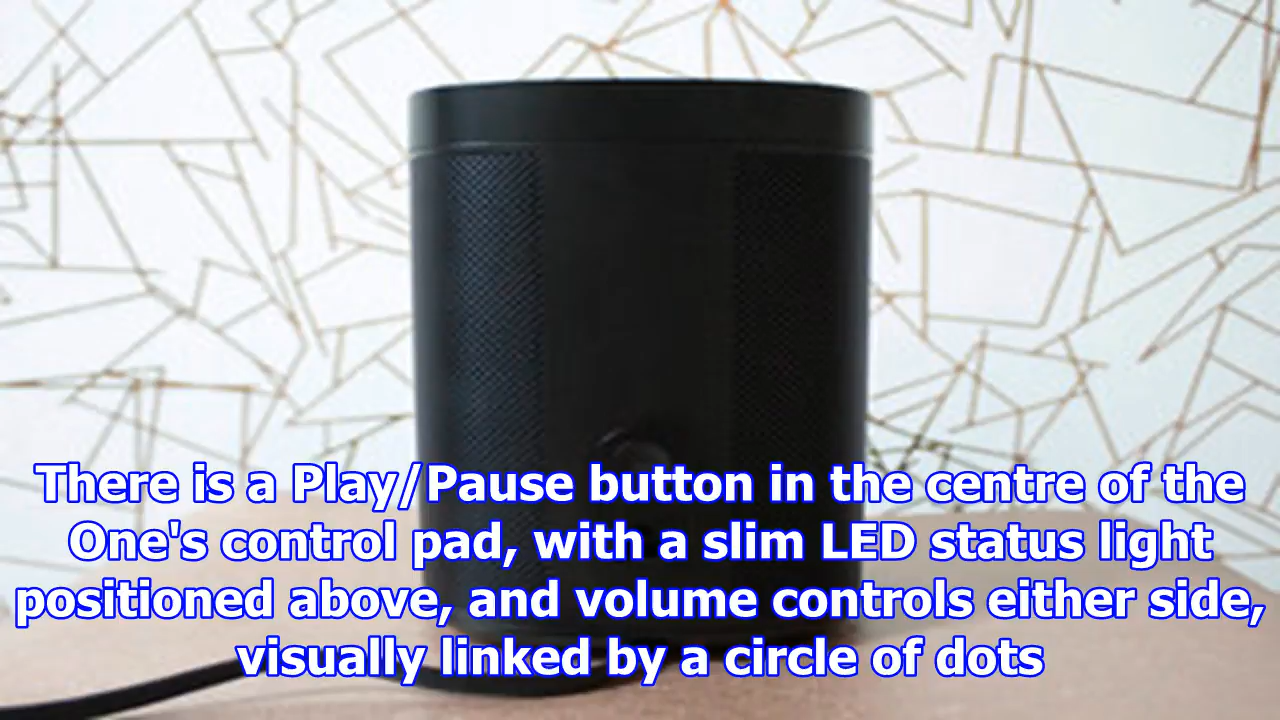 There is a Play/Pause button in the centre of the
One's control pad, with a slim LED status light
positioned above, and volume controls either side,
visually linked by a circle of dots